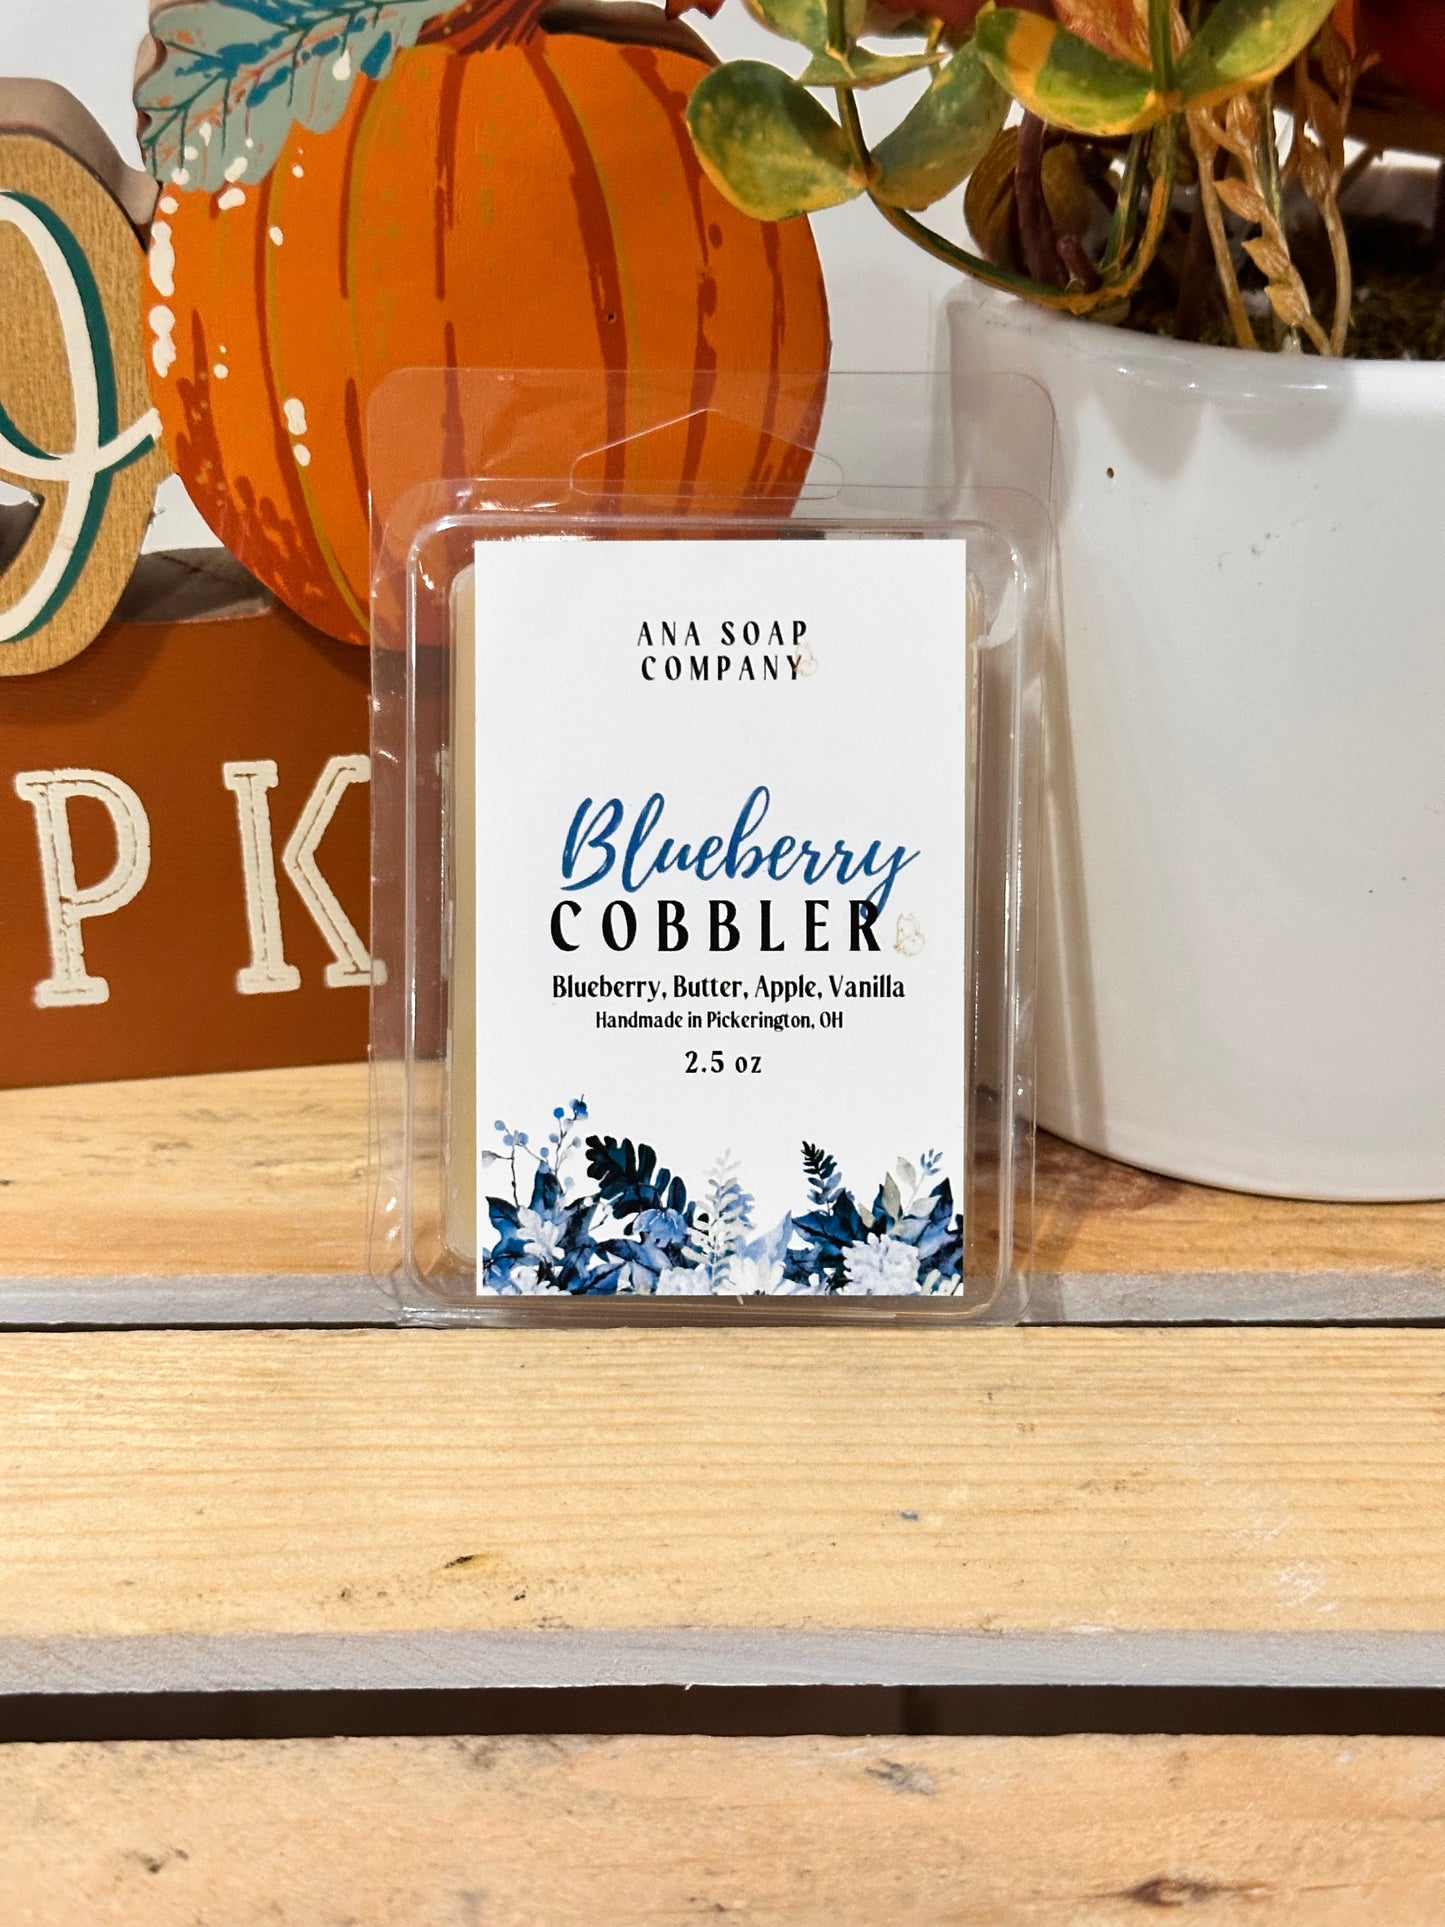 P K
ANA SOAP
COMPANY
Blueberry
COBBLER
Blueberry, Butter, Apple, Vanilla
Handmade in Pickerington, OH
2.5 oz